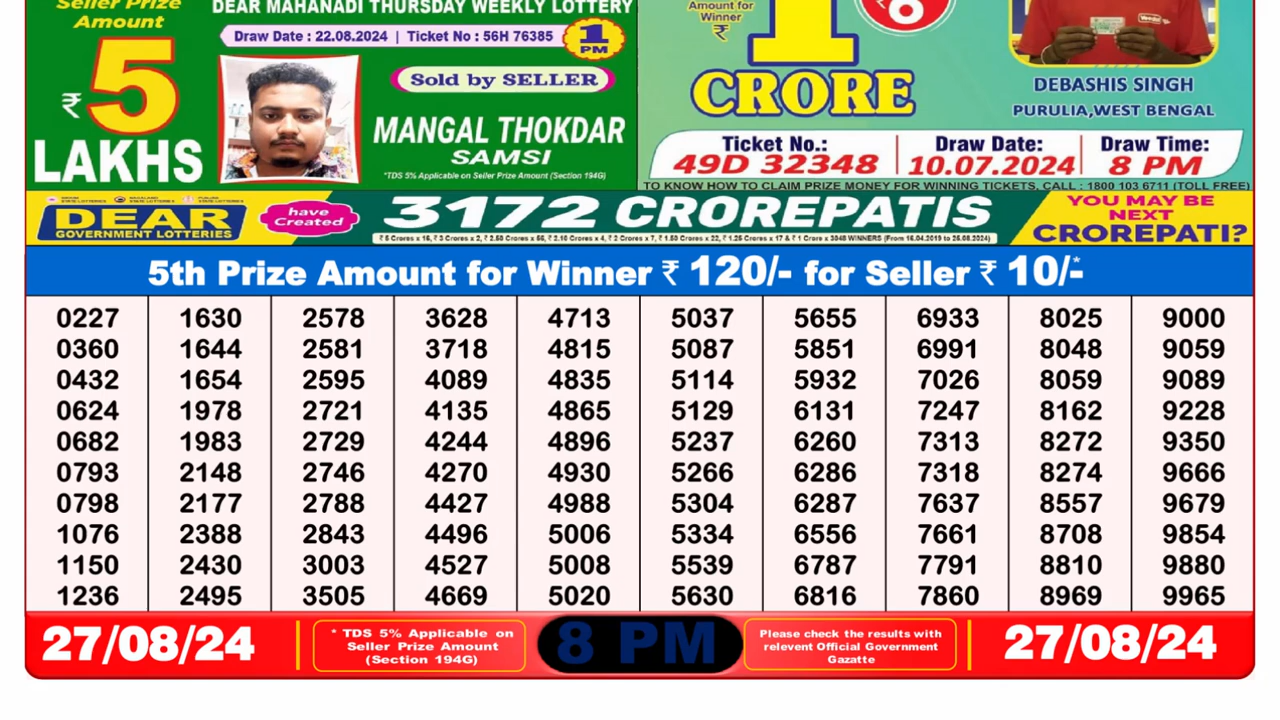 Seller Prize
Amount
₹5
LAKHS
DEAR MAHANADI THURSDAY WEEKLY LOTTERY
Draw Date : 22.08.2024 | Ticket No : 56H 76385
1
PM
Sold by SELLER
MANGAL THOKDAR
SAMSI
*TDS 5% Applicable on Seller Prize Amount (Section 194G)
Amount for
Winner
₹
1
CRORE
DEBASHIS SINGH
PURULIA,WEST BENGAL
Ticket No.:
49D 32348
Draw Date:
10.07.2024
Draw Time:
8 PM
TO KNOW HOW TO CLAIM PRIZE MONEY FOR WINNING TICKETS, CALL : 1800 103 6711 (TOLL FREE)
DEAR
GOVERNMENT LOTTERIES
have
Created
3172 CROREPATIS
YOU MAY BE
NEXT
CROREPATI?
5th Prize Amount for Winner ₹ 120/- for Seller ₹ 10/-*
0227 1630 2578 3628 4713 5037 5655 6933 8025 9000
0360 1644 2581 3718 4815 5087 5851 6991 8048 9059
0432 1654 2595 4089 4835 5114 5932 7026 8059 9089
0624 1978 2721 4135 4865 5129 6131 7247 8162 9228
0682 1983 2729 4244 4896 5237 6260 7313 8272 9350
0793 2148 2746 4270 4930 5266 6286 7318 8274 9666
0798 2177 2788 4427 4988 5304 6287 7637 8557 9679
1076 2388 2843 4496 5006 5334 6556 7661 8708 9854
1150 2430 3003 4527 5008 5539 6787 7791 8810 9880
1236 2495 3505 4669 5020 5630 6816 7860 8969 9965
27/08/24
* TDS 5% Applicable on
Seller Prize Amount
(Section 194G)
8 PM
Please check the results with
relevent Official Government
Gazatte
27/08/24